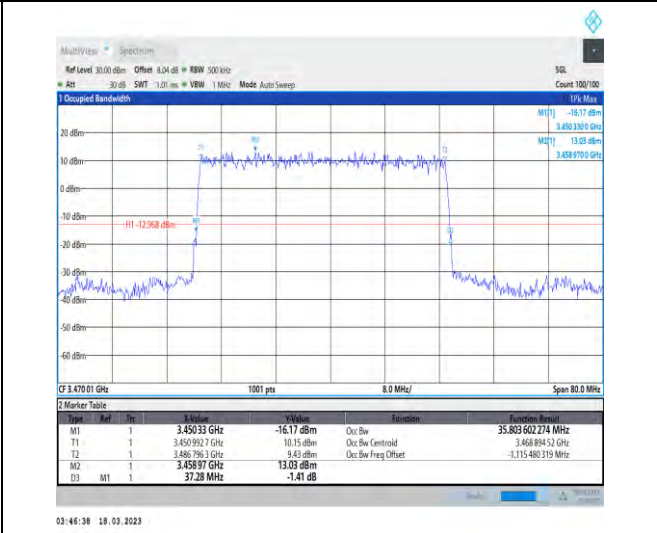 MultiView Spectrum
Ref Level 30.00 dBm Offset 8.04 dB RBW 500 kHz SGL
Att 30 dB SWT 1.01 ms VBW 1 MHz Mode Auto Sweep Count 100/100
1 Occupied Bandwidth 1Pk Max
M1[1] -16.17 dBm
3.450 330 0 GHz
M2[1] 13.03 dBm
3.458 970 0 GHz
20 dBm
10 dBm
0 dBm
-10 dBm
H1 -12.968 dBm
-20 dBm
-30 dBm
-40 dBm
-50 dBm
-60 dBm
T1
M2
T2
M1
D3
CF 3.470 01 GHz 1001 pts 8.0 MHz/ Span 80.0 MHz
2 Marker Table
Type Ref Trc X-Value Y-Value Function Function Result
M1 1 3.450 33 GHz -16.17 dBm Occ Bw 35.803 602 274 MHz
T1 1 3.450 992 7 GHz 10.15 dBm Occ Bw Centroid 3.468 894 52 GHz
T2 1 3.486 796 3 GHz 9.43 dBm Occ Bw Freq Offset -1.115 480 319 MHz
M2 1 3.458 97 GHz 13.03 dBm
D3 M1 1 37.28 MHz -1.41 dB
03:46:38 18.03.2023